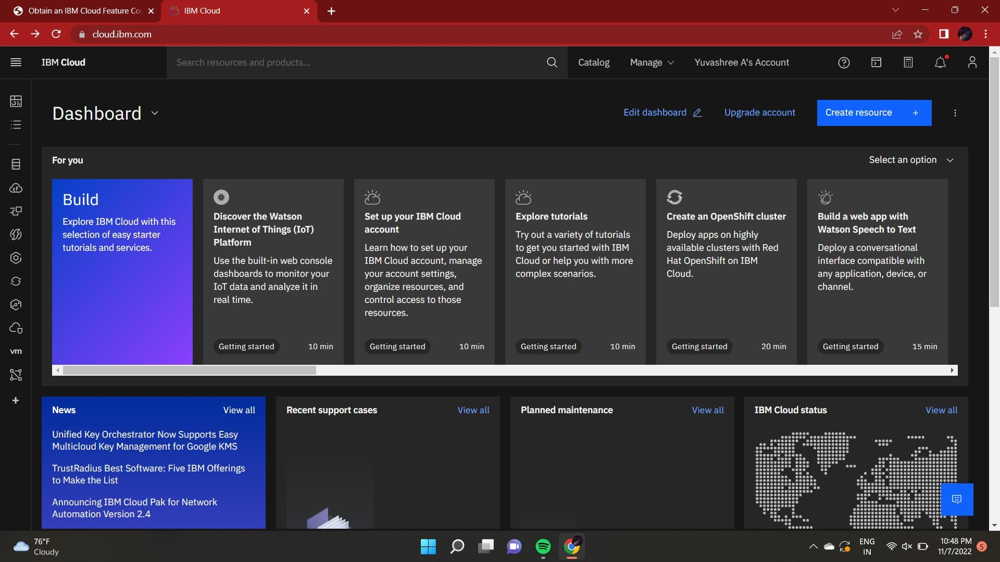 Obtain an IBM Cloud Feature Co
IBM Cloud
cloud.ibm.com
IBM Cloud
Search resources and products...
Catalog
Manage
Yuvashree A's Account
Dashboard
Edit dashboard
Upgrade account
Create resource +
For you
Select an option
Build
Explore IBM Cloud with this
selection of easy starter
tutorials and services.
Discover the Watson
Internet of Things (IoT)
Platform
Use the built-in web console
dashboards to monitor your
IoT data and analyze it in
real time.
Getting started
10 min
Set up your IBM Cloud
account
Learn how to set up your
IBM Cloud account, manage
your account settings,
organize resources, and
control access to those
resources.
Getting started
10 min
Explore tutorials
Try out a variety of tutorials
to get you started with IBM
Cloud or help you with more
complex scenarios.
Getting started
10 min
Create an OpenShift cluster
Deploy apps on highly
available clusters with Red
Hat OpenShift on IBM
Cloud.
Getting started
20 min
Build a web app with
Watson Speech to Text
Deploy a conversational
interface compatible with
any application, device, or
channel.
Getting started
15 min
vm
News
View all
Unified Key Orchestrator Now Supports Easy
Multicloud Key Management for Google KMS
TrustRadius Best Software: Five IBM Offerings
to Make the List
Announcing IBM Cloud Pak for Network
Automation Version 2.4
Recent support cases
View all
Planned maintenance
View all
IBM Cloud status
View all
76°F
Cloudy
ENG
IN
10:48 PM
11/7/2022
5